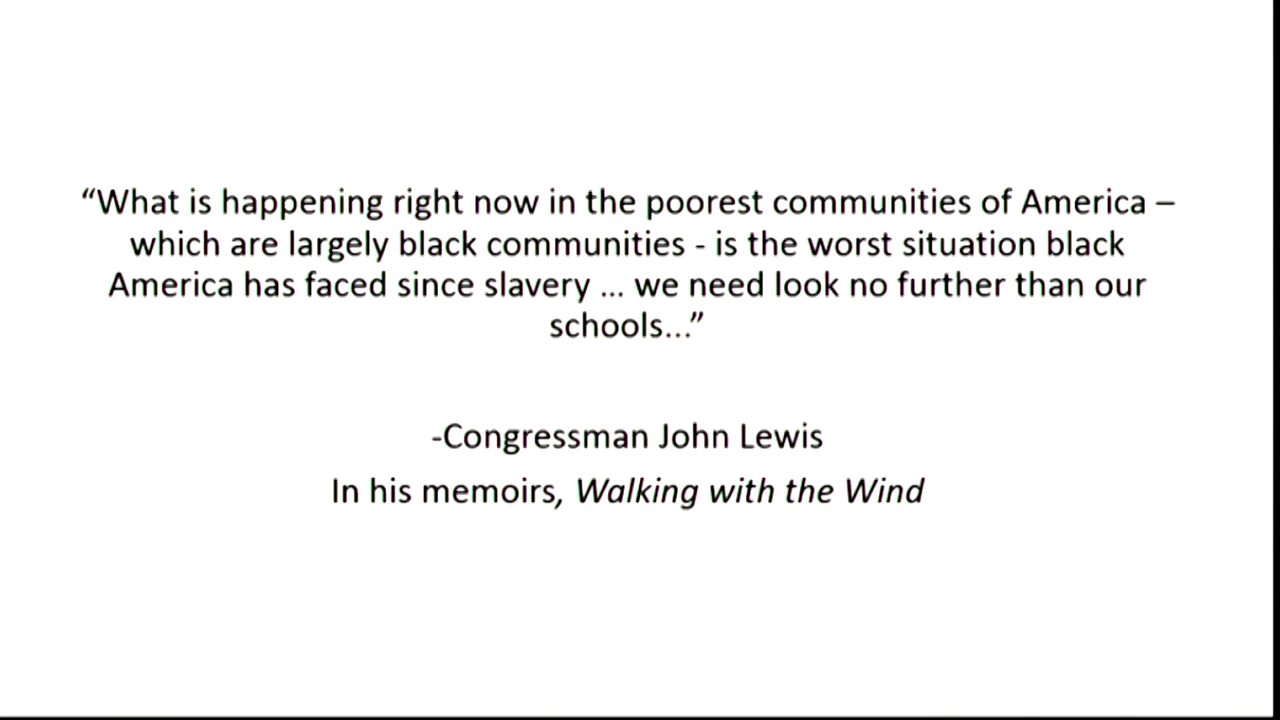 “What is happening right now in the poorest communities of America –
which are largely black communities - is the worst situation black
America has faced since slavery … we need look no further than our
schools…”
-Congressman John Lewis
In his memoirs, Walking with the Wind